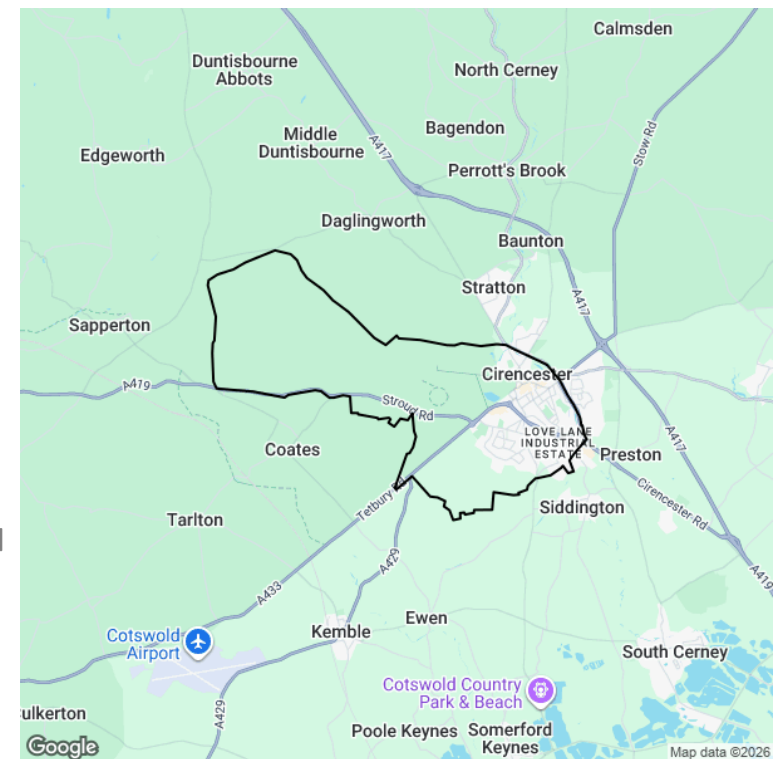 Calmsden
Duntisbourne
Abbots
North Cerney
Middle
Duntisbourne
A417
Bagendon
Stow Rd
Edgeworth
Perrott's Brook
Daglingworth
Baunton
Stratton
A417
Sapperton
Cirencester
A419
Stroud Rd
LOVE LANE
INDUSTRIAL
ESTATE
Preston
A417
Coates
Tetbury Rd
Cirencester Rd
Siddington
Tarlton
A429
A419
A433
Ewen
Kemble
Cotswold
Airport
South Cerney
Cotswold Country
Park & Beach
ulkerton
A429
Poole Keynes
Somerford
Keynes
Google
Map data ©2026